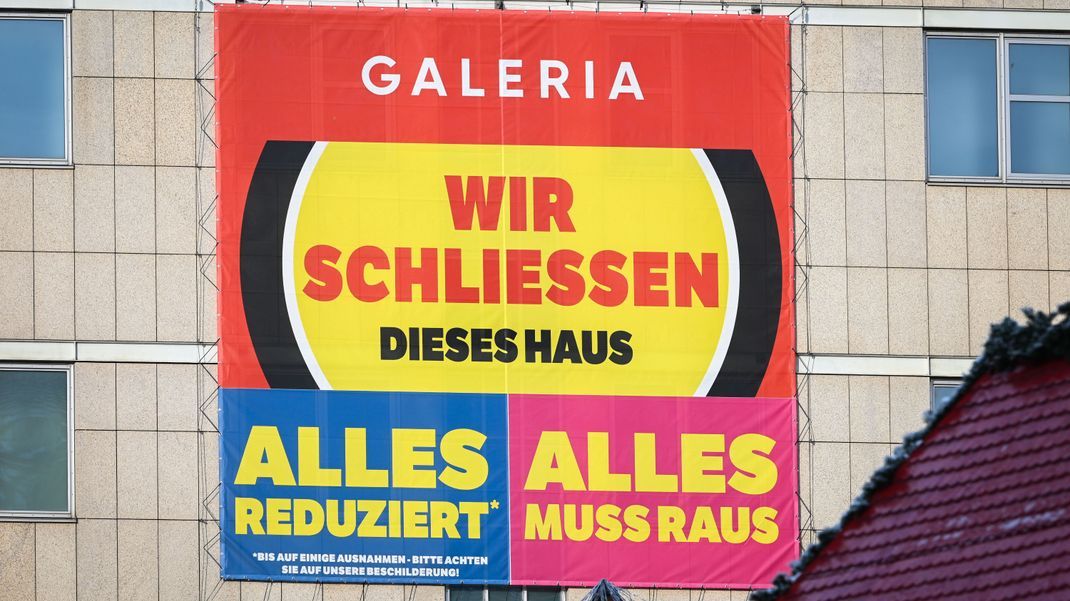 GALERIA
WIR
SCHLIESSEN
DIESES HAUS
ALLES
REDUZIERT*
*BIS AUF EINIGE AUSNAHMEN - BITTE ACHTEN
SIE AUF UNSERE BESCHILDERUNG!
ALLES
MUSS RAUS